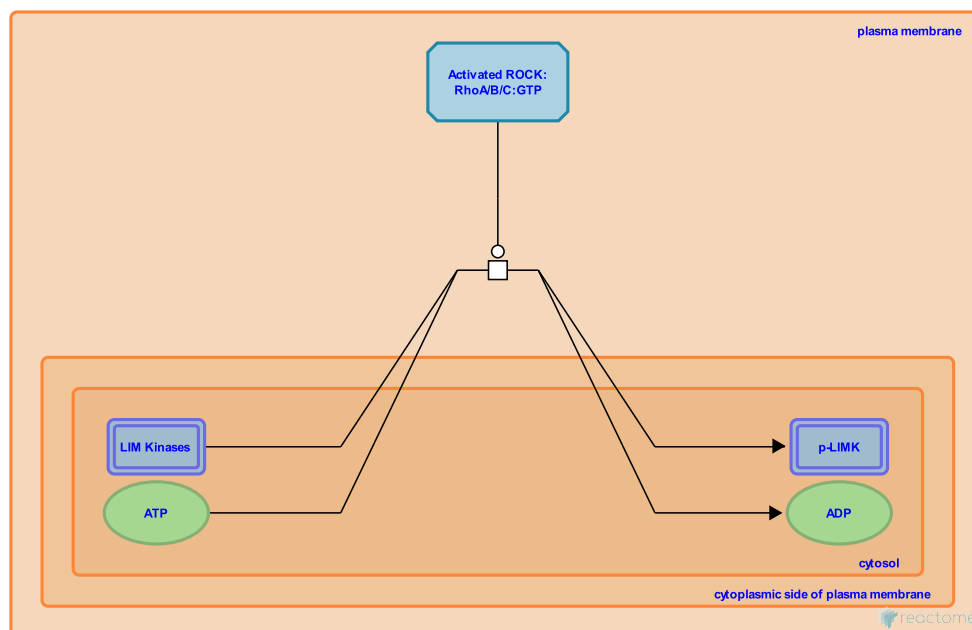 plasma membrane
Activated ROCK:
RhoA/B/C:GTP
LIM Kinases
p-LIMK
ATP
ADP
cytosol
cytoplasmic side of plasma membrane
reactome